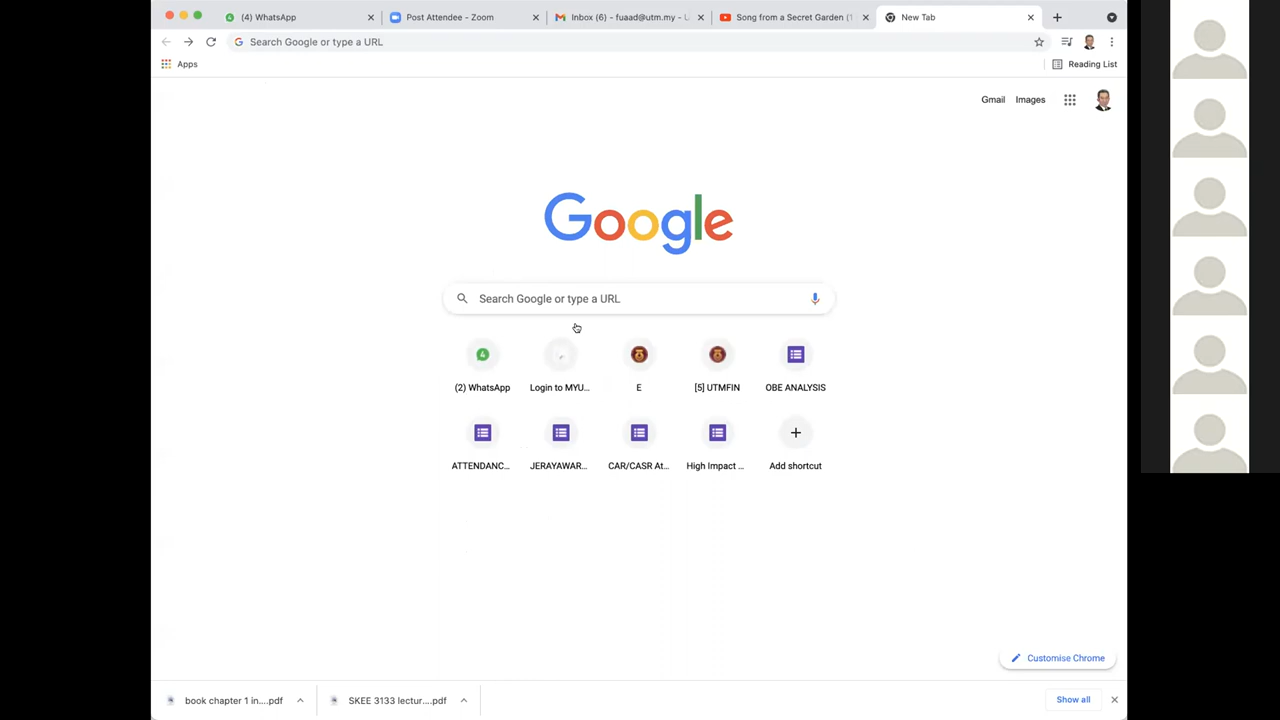 (4) WhatsApp
Post Attendee - Zoom
Inbox (6) - fuaad@utm.my - L
Song from a Secret Garden (1
New Tab
Search Google or type a URL
Apps
Reading List
Gmail
Images
Google
Search Google or type a URL
(2) WhatsApp
Login to MYU...
E
[5] UTMFIN
OBE ANALYSIS
ATTENDANC...
JERAYAWAR...
CAR/CASR At...
High Impact ...
Add shortcut
Customise Chrome
book chapter 1 in....pdf
SKEE 3133 lectur....pdf
Show all